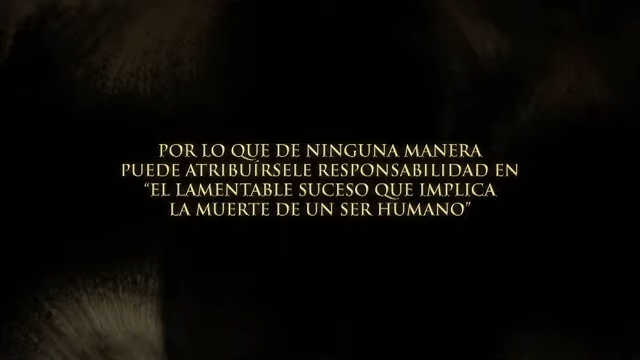 POR LO QUE DE NINGUNA MANERA
PUEDE ATRIBUÍRSELE RESPONSABILIDAD EN
“EL LAMENTABLE SUCESO QUE IMPLICA
LA MUERTE DE UN SER HUMANO”